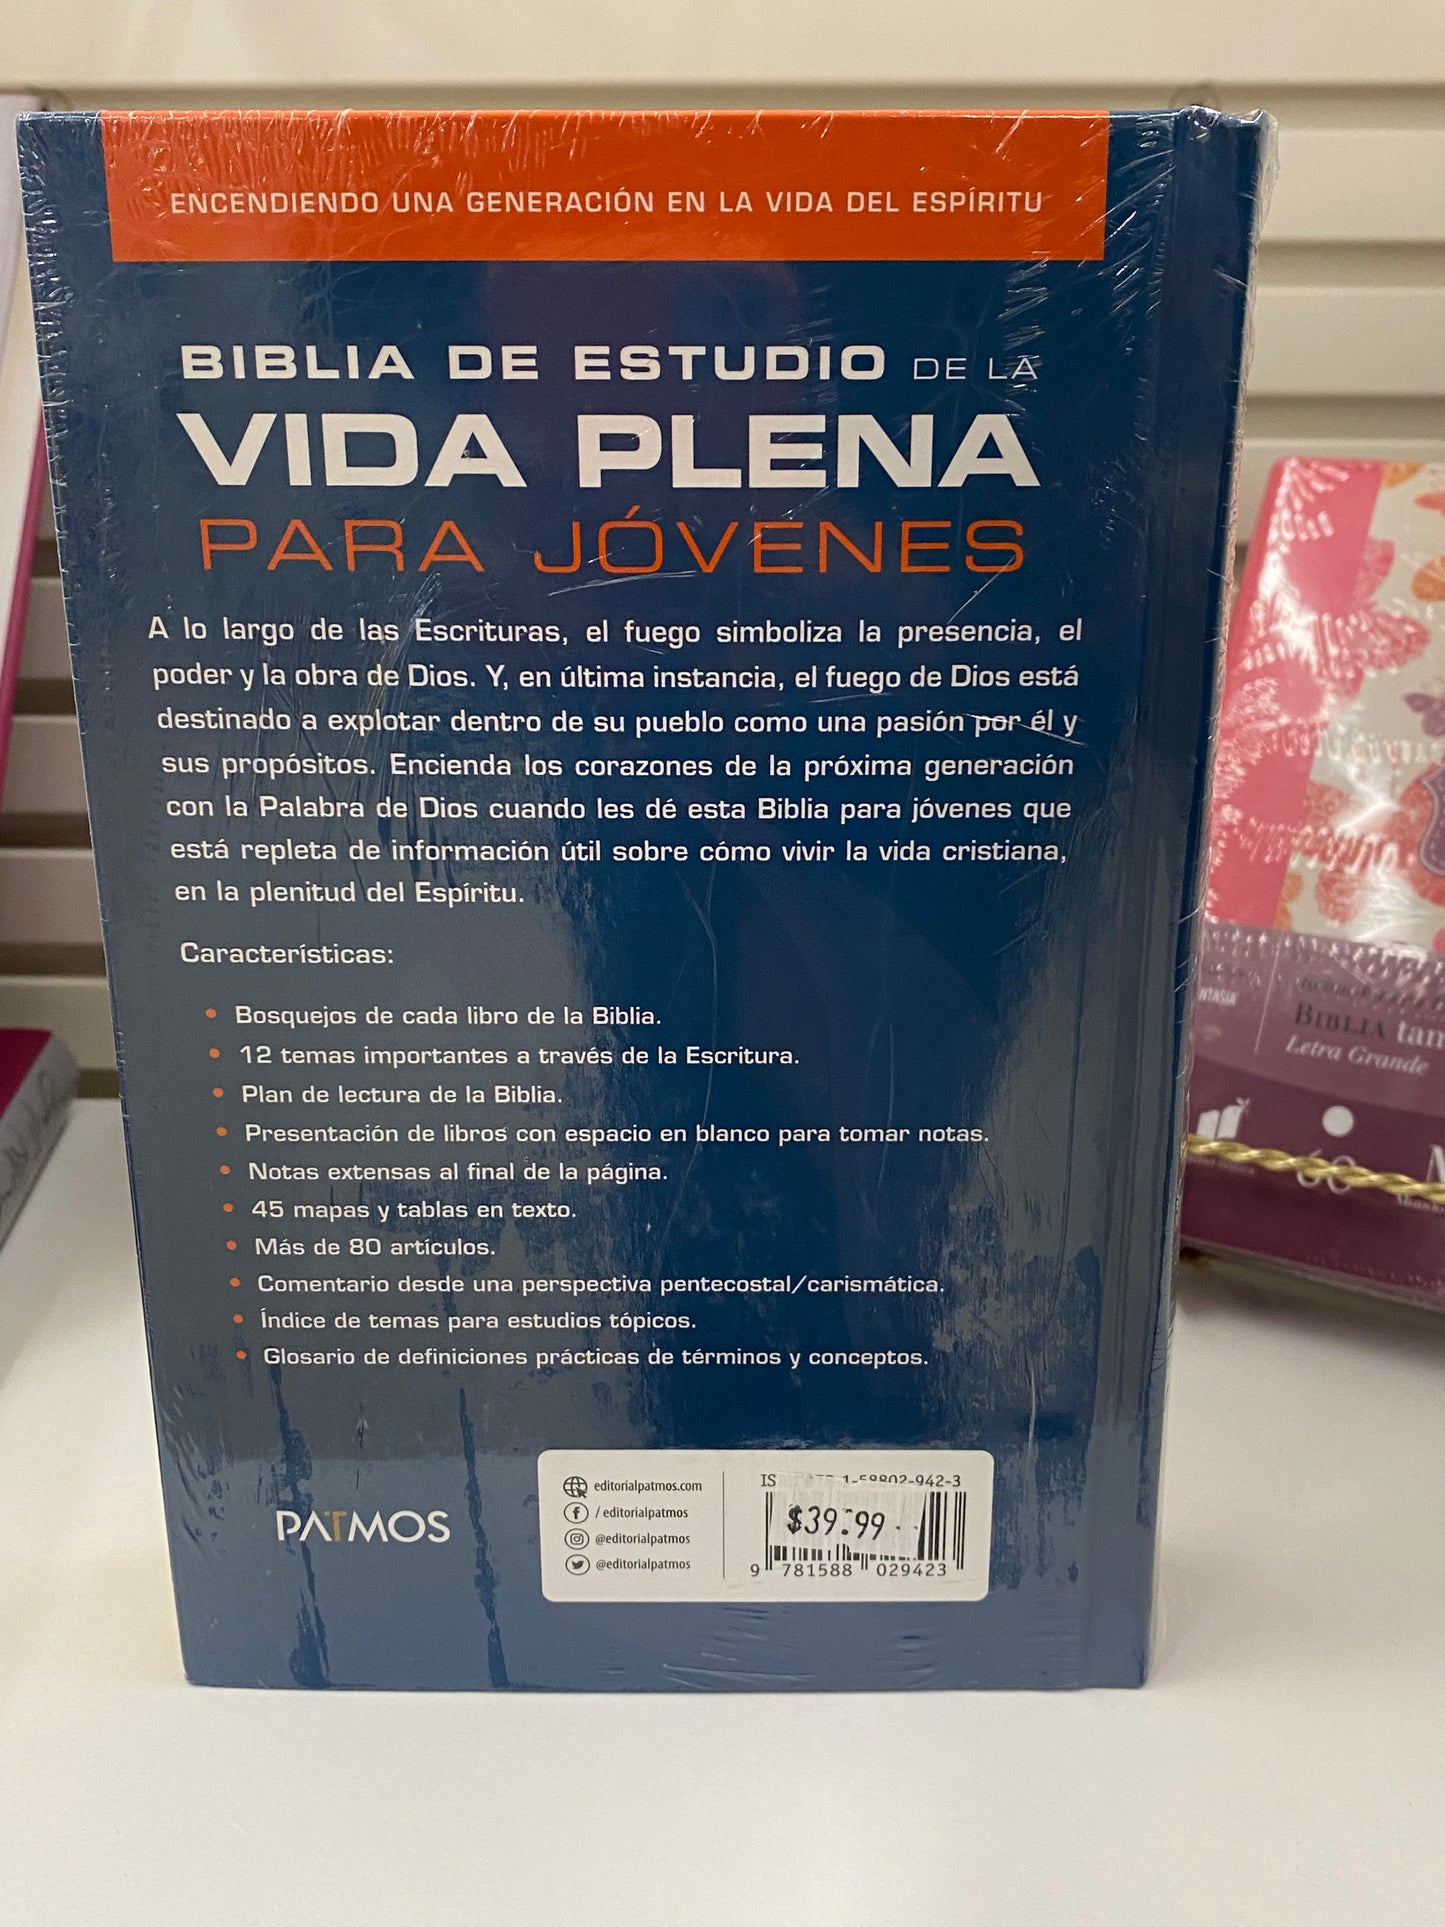 ENCENDIENDO UNA GENERACIÓN EN LA VIDA DEL ESPÍRITU
BIBLIA DE ESTUDIO DE LA
VIDA PLENA
PARA JÓVENES
A lo largo de las Escrituras, el fuego simboliza la presencia, el
poder y la obra de Dios. Y, en última instancia, el fuego de Dios está
destinado a explotar dentro de su pueblo como una pasión por él y
sus propósitos. Encienda los corazones de la próxima generación
con la Palabra de Dios cuando les dé esta Biblia para jóvenes que
está repleta de información útil sobre cómo vivir la vida cristiana,
en la plenitud del Espíritu.
Características:
• Bosquejos de cada libro de la Biblia.
• 12 temas importantes a través de la Escritura.
• Plan de lectura de la Biblia.
• Presentación de libros con espacio en blanco para tomar notas.
• Notas extensas al final de la página.
• 45 mapas y tablas en texto.
• Más de 80 artículos.
• Comentario desde una perspectiva pentecostal/carismática.
• Índice de temas para estudios tópicos.
• Glosario de definiciones prácticas de términos y conceptos.
PATMOS
editorialpatmos.com
/ editorialpatmos
@editorialpatmos
@editorialpatmos
IS 1-58802-942-3
$39.99
9 781588 029423
BIBLIA tam
Letra Grande